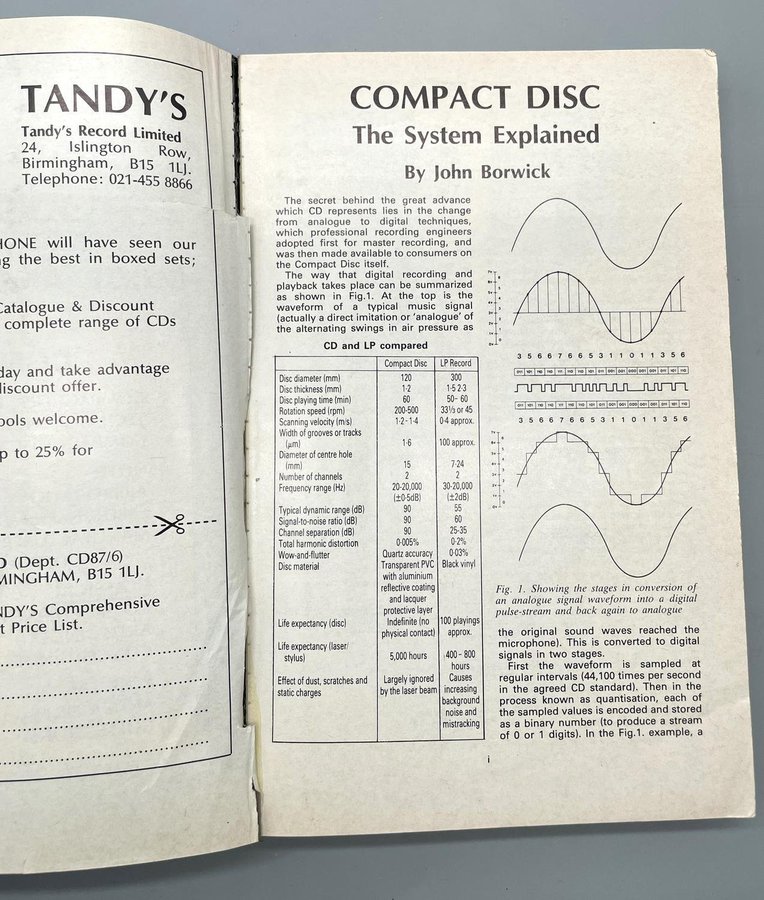 TANDY'S
Tandy's Record Limited
24, Islington Row,
Birmingham, B15 1LJ.
Telephone: 021-455 8866
HONE will have seen our
the best in boxed sets;
Catalogue & Discount
complete range of CDs
day and take advantage
discount offer.
ools welcome.
p to 25% for
D (Dept. CD87/6)
MINGHAM, B15 1LJ.
NDY'S Comprehensive
t Price List.
COMPACT DISC
The System Explained
By John Borwick
The secret behind the great advance
which CD represents lies in the change
from analogue to digital techniques,
which professional recording engineers
adopted first for master recording, and
was then made available to consumers on
the Compact Disc itself.
The way that digital recording and
playback takes place can be summarized
as shown in Fig.1. At the top is the
waveform of a typical music signal
(actually a direct imitation or 'analogue' of
the alternating swings in air pressure as
CD and LP compared
Compact Disc LP Record
Disc diameter (mm) 120 300
Disc thickness (mm) 1·2 1·5 2·3
Disc playing time (min) 60 50- 60
Rotation speed (rpm) 200-500 33⅓ or 45
Scanning velocity (m/s) 1·2 - 1·4 0·4 approx.
Width of grooves or tracks
(µm) 1·6 100 approx.
Diameter of centre hole
(mm) 15 7·24
Number of channels 2 2
Frequency range (Hz) 20-20,000 30-20,000
(±0·5dB) (±2dB)
Typical dynamic range (dB) 90 55
Signal-to-noise ratio (dB) 90 60
Channel separation (dB) 90 25-35
Total harmonic distortion 0·005% 0·2%
Wow-and-flutter Quartz accuracy 0·03%
Disc material Transparent PVC Black vinyl
with aluminium
reflective coating
and lacquer
protective layer
Life expectancy (disc) Indefinite (no 100 playings
physical contact) approx.
Life expectancy (laser/
stylus) 5,000 hours 400 - 800
hours
Effect of dust, scratches and Largely ignored Causes
static charges by the laser beam increasing
background
noise and
mistracking
3 5 6 6 7 6 6 5 3 1 1 0 1 1 3 5 6
3 5 6 6 7 6 6 5 3 1 1 0 1 1 3 5 6
Fig. 1. Showing the stages in conversion of
an analogue signal waveform into a digital
pulse-stream and back again to analogue
the original sound waves reached the
microphone). This is converted to digital
signals in two stages.
First the waveform is sampled at
regular intervals (44,100 times per second
in the agreed CD standard). Then in the
process known as quantisation, each of
the sampled values is encoded and stored
as a binary number (to produce a stream
of 0 or 1 digits). In the Fig.1. example, a
i